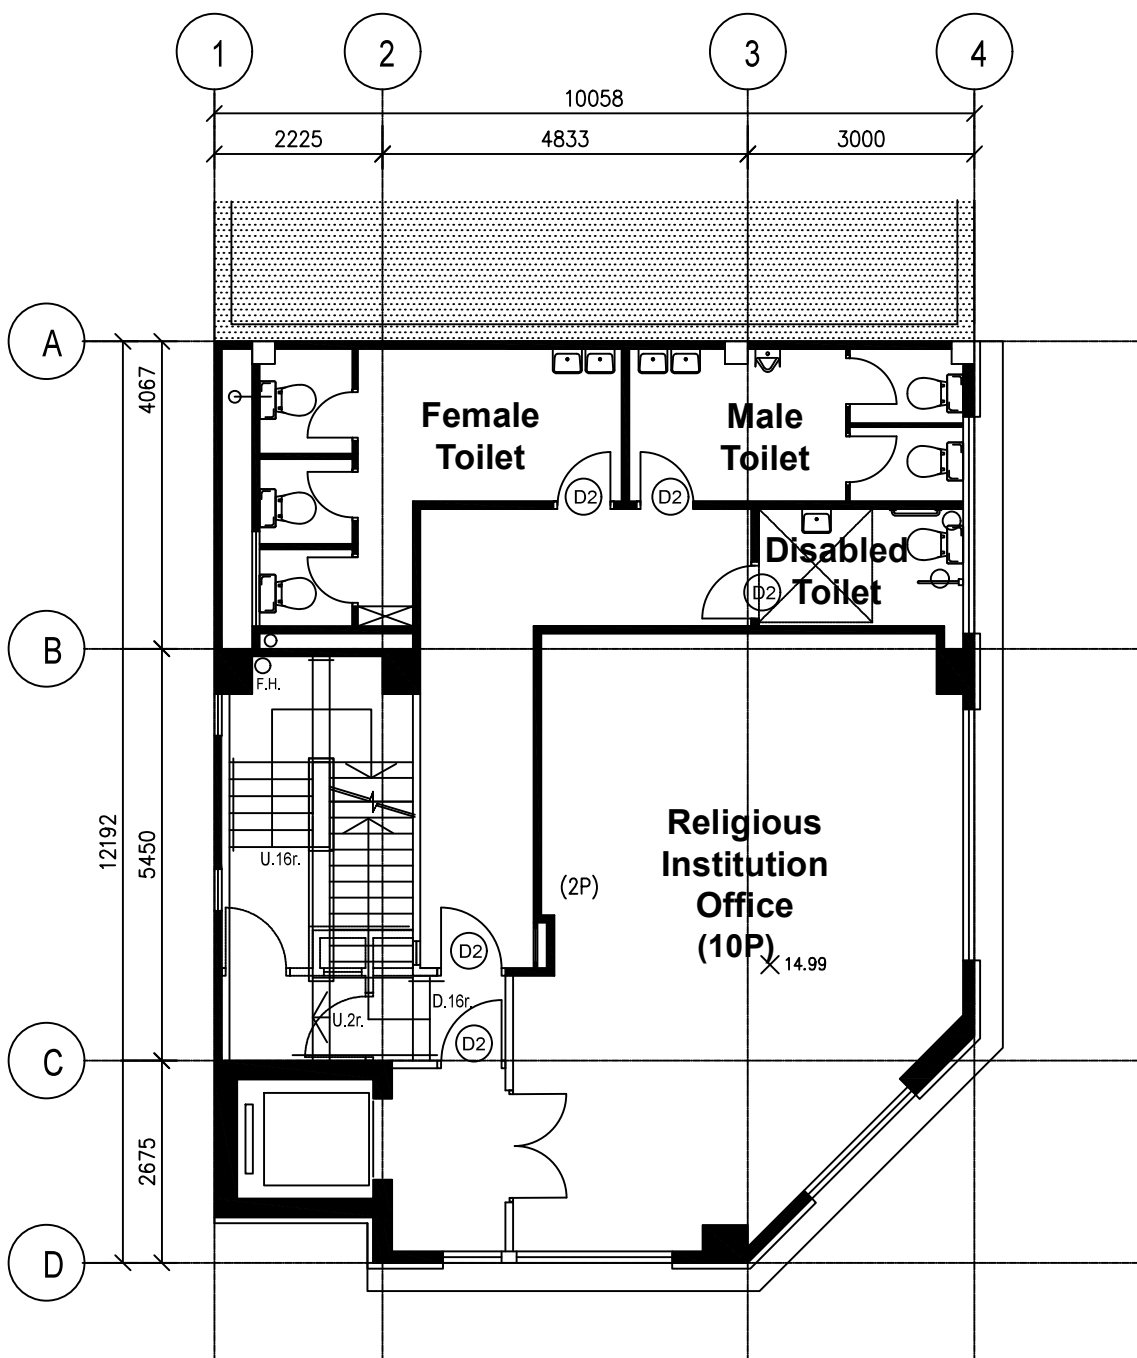 1 2 3 4
10058
2225 4833 3000
A
4067
Female
Toilet
Male
Toilet
D2 D2
Disabled
Toilet
D2
B
F.H.
12192
5450
U.16r.
Religious
Institution
Office
(10P)
(2P)
14.99
D2
D.16r.
U.2r.
D2
C
2675
D